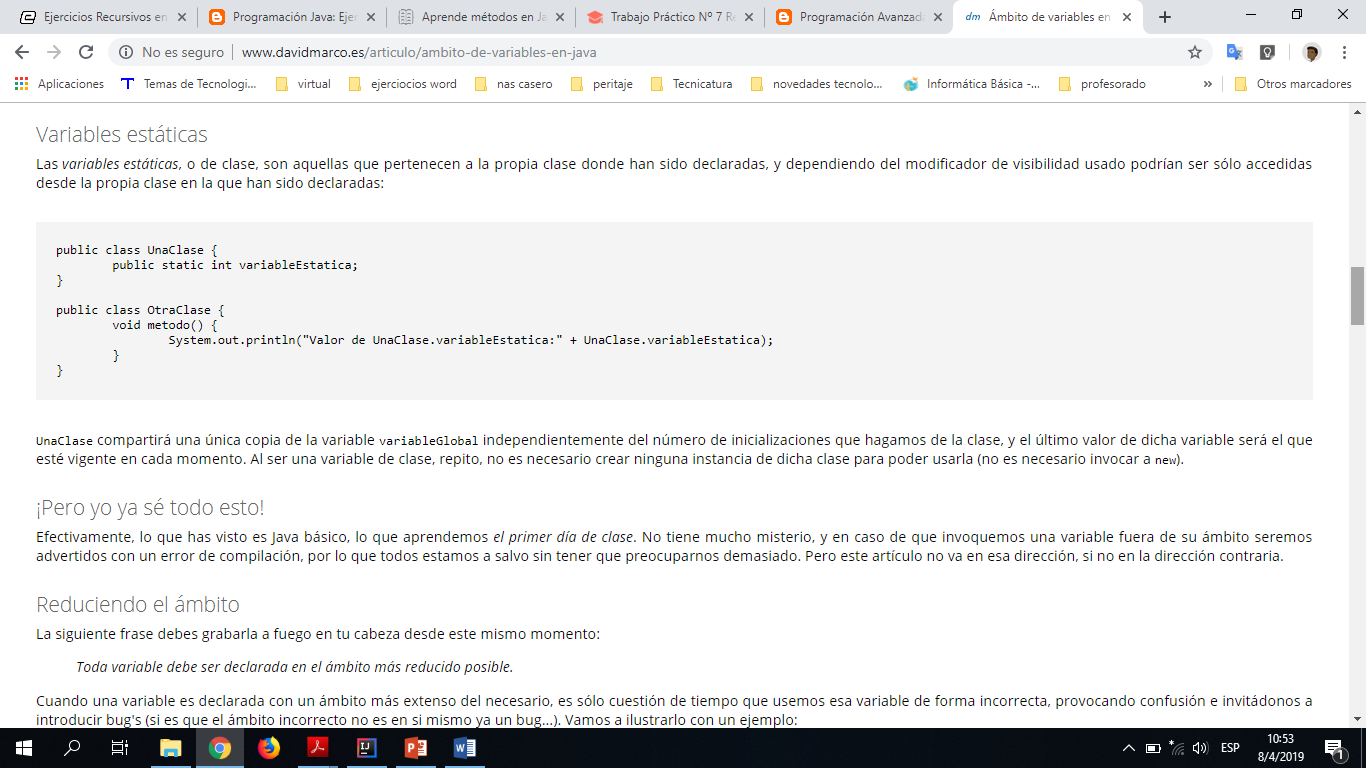 Ejercicios Recursivos en
Programación Java: Eje
Aprende métodos en Ja
Trabajo Práctico Nº 7 R
Programación Avanzad
Ámbito de variables en
No es seguro | www.davidmarco.es/articulo/ambito-de-variables-en-java
Aplicaciones
Temas de Tecnologi...
virtual
ejerciocios word
nas casero
peritaje
Tecnicatura
novedades tecnolo...
Informática Básica -...
profesorado
»
Otros marcadores
Variables estáticas
Las variables estáticas, o de clase, son aquellas que pertenecen a la propia clase donde han sido declaradas, y dependiendo del modificador de visibilidad usado podrían ser sólo accedidas
desde la propia clase en la que han sido declaradas:
public class UnaClase {
public static int variableEstatica;
}
public class OtraClase {
void metodo() {
System.out.println("Valor de UnaClase.variableEstatica:" + UnaClase.variableEstatica);
}
}
UnaClase compartirá una única copia de la variable variableGlobal independientemente del número de inicializaciones que hagamos de la clase, y el último valor de dicha variable será el que
esté vigente en cada momento. Al ser una variable de clase, repito, no es necesario crear ninguna instancia de dicha clase para poder usarla (no es necesario invocar a new).
¡Pero yo ya sé todo esto!
Efectivamente, lo que has visto es Java básico, lo que aprendemos el primer día de clase. No tiene mucho misterio, y en caso de que invoquemos una variable fuera de su ámbito seremos
advertidos con un error de compilación, por lo que todos estamos a salvo sin tener que preocuparnos demasiado. Pero este artículo no va en esa dirección, si no en la dirección contraria.
Reduciendo el ámbito
La siguiente frase debes grabarla a fuego en tu cabeza desde este mismo momento:
Toda variable debe ser declarada en el ámbito más reducido posible.
Cuando una variable es declarada con un ámbito más extenso del necesario, es sólo cuestión de tiempo que usemos esa variable de forma incorrecta, provocando confusión e invitádonos a
introducir bug's (si es que el ámbito incorrecto no es en si mismo ya un bug...). Vamos a ilustrarlo con un ejemplo:
ESP
10:53
8/4/2019
1